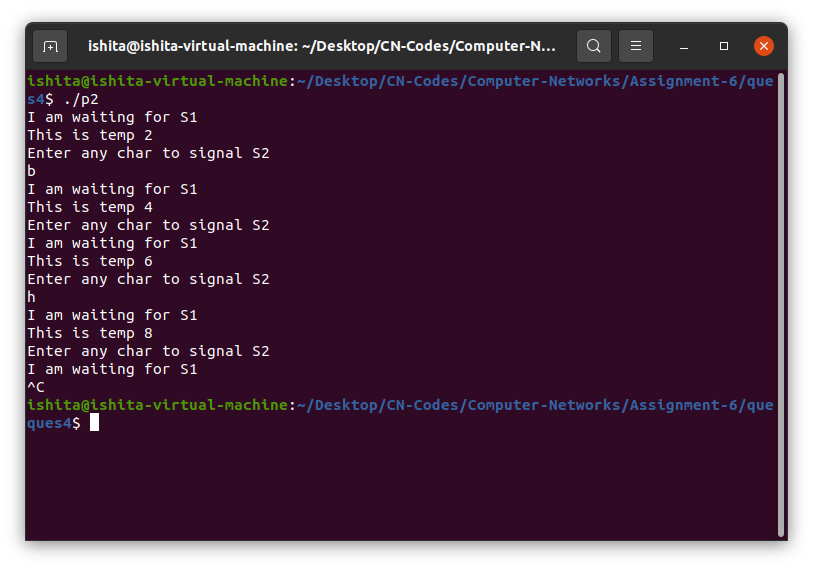 ishita@ishita-virtual-machine: ~/Desktop/CN-Codes/Computer-N...
ishita@ishita-virtual-machine:~/Desktop/CN-Codes/Computer-Networks/Assignment-6/que
s4$ ./p2
I am waiting for S1
This is temp 2
Enter any char to signal S2
b
I am waiting for S1
This is temp 4
Enter any char to signal S2
I am waiting for S1
This is temp 6
Enter any char to signal S2
h
I am waiting for S1
This is temp 8
Enter any char to signal S2
I am waiting for S1
^C
ishita@ishita-virtual-machine:~/Desktop/CN-Codes/Computer-Networks/Assignment-6/que
ques4$